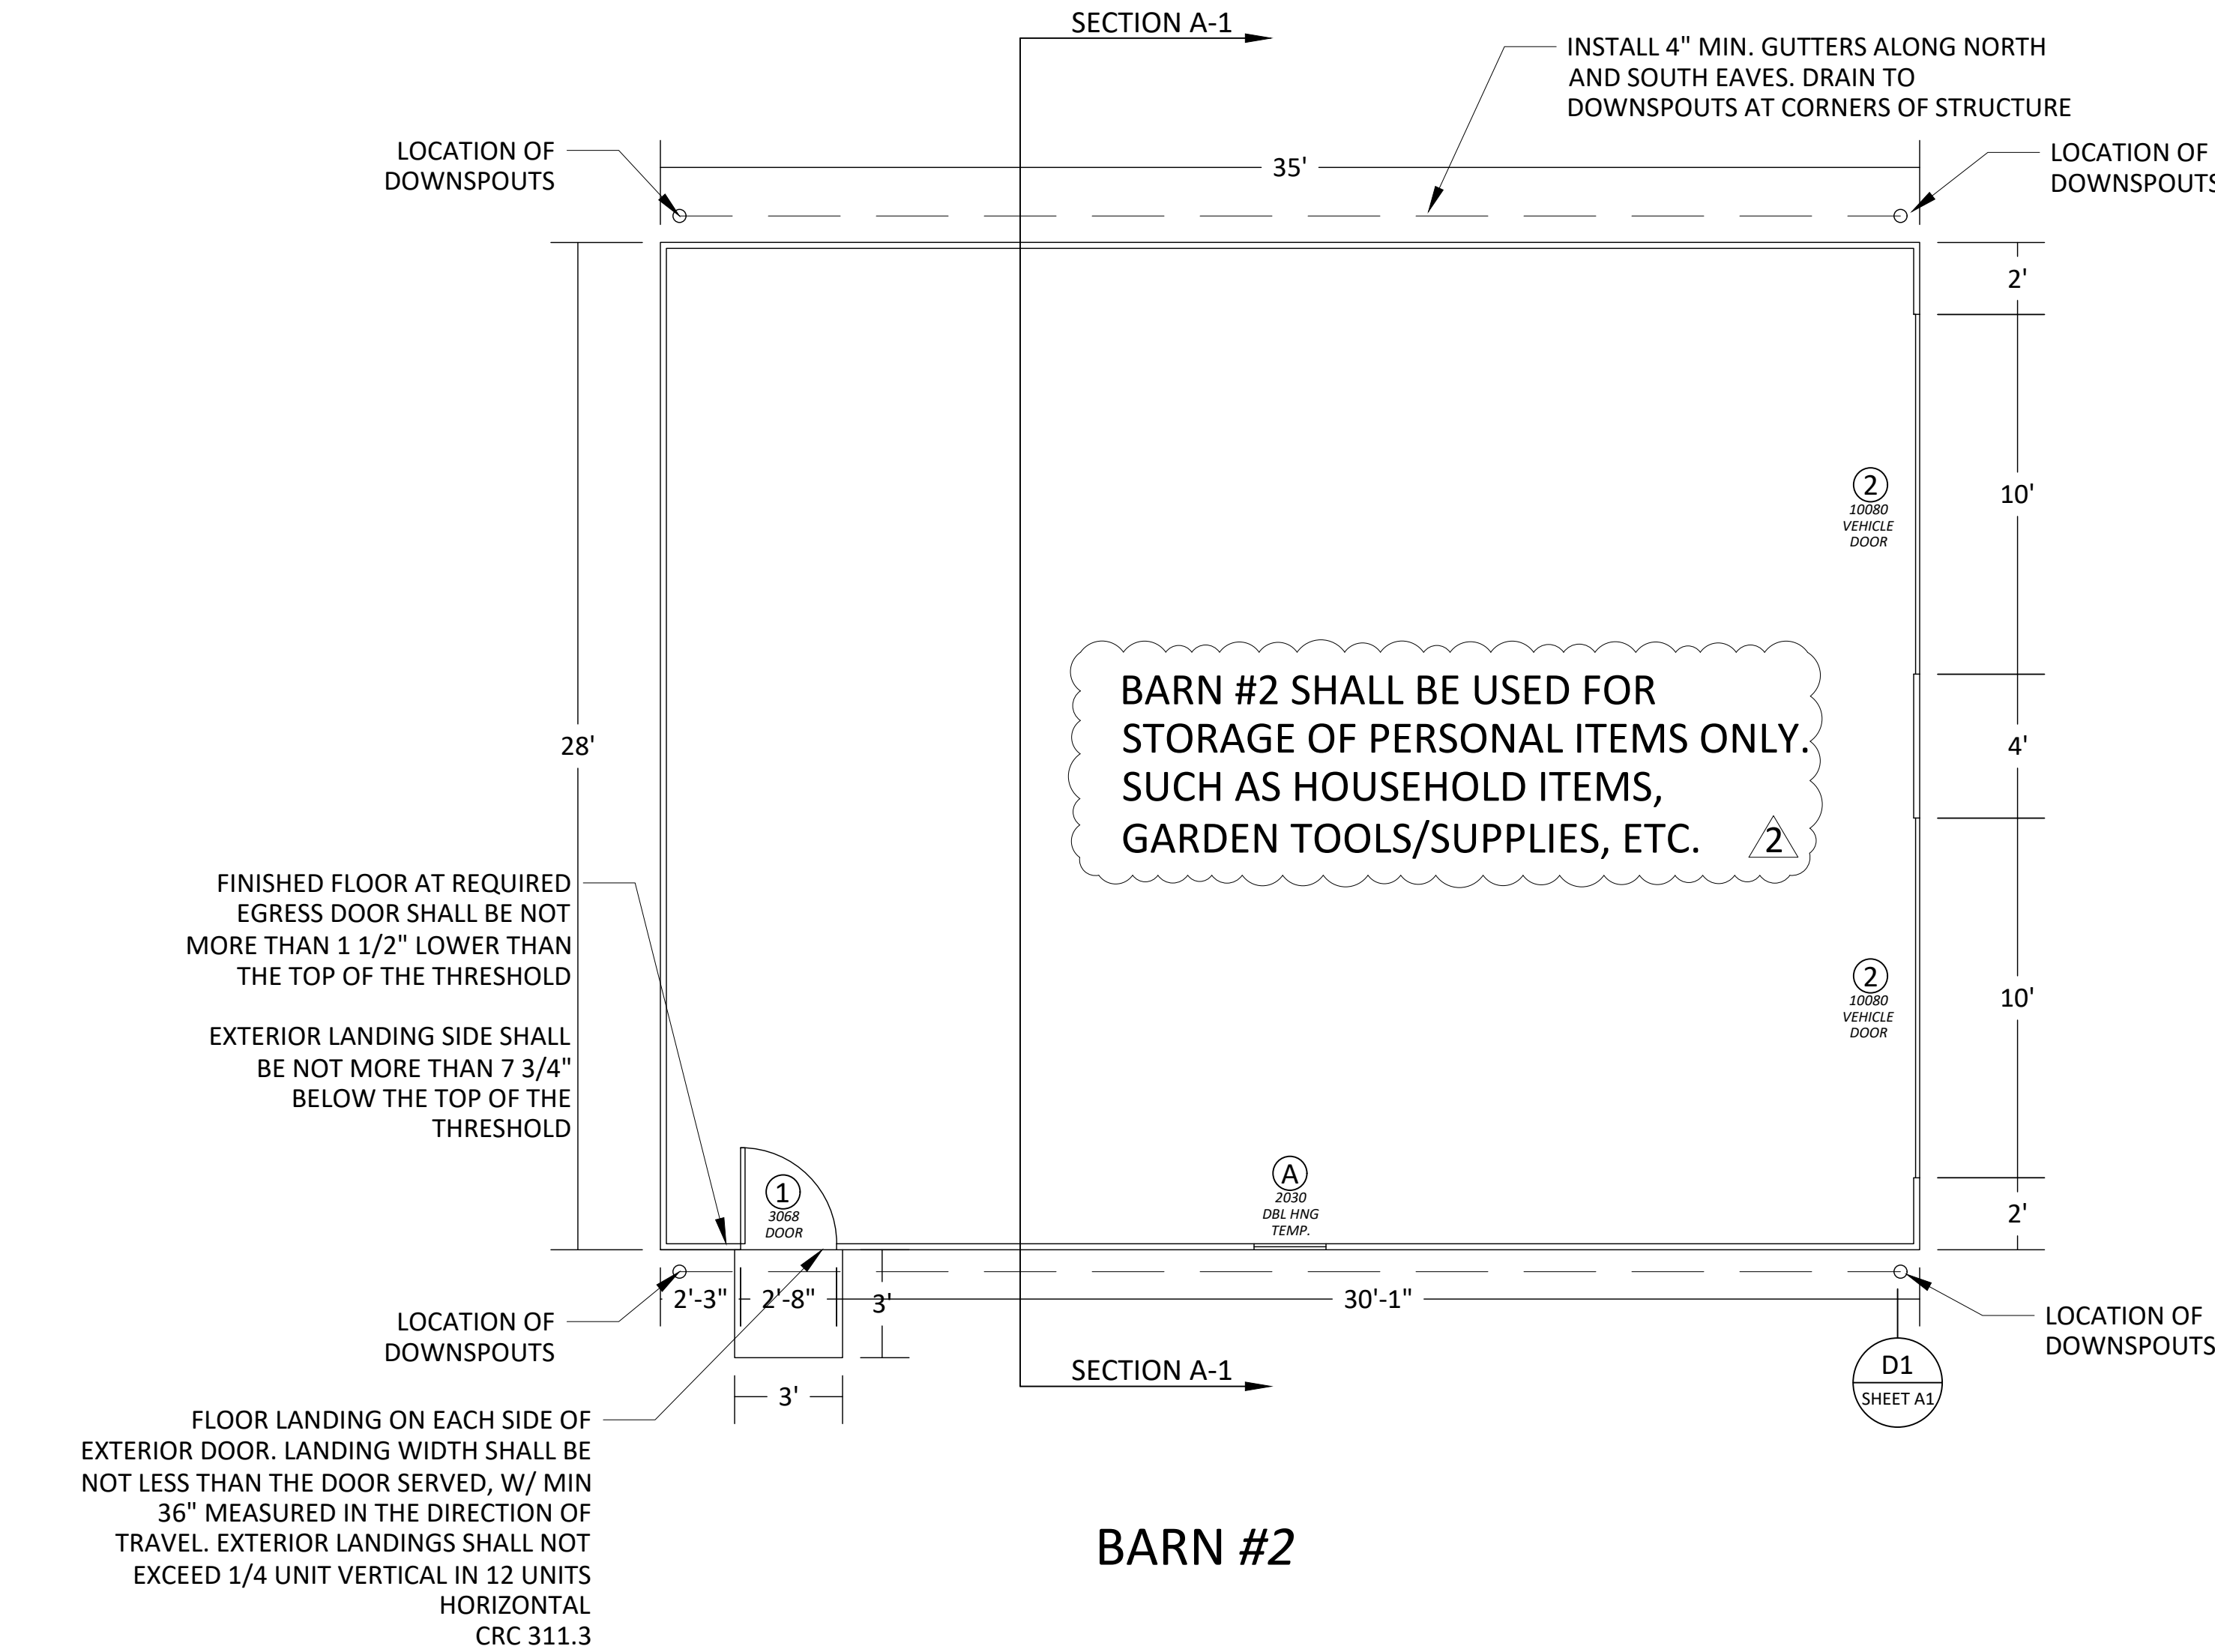 SECTION A-1
INSTALL 4" MIN. GUTTERS ALONG NORTH
AND SOUTH EAVES. DRAIN TO
DOWNSPOUTS AT CORNERS OF STRUCTURE
LOCATION OF
DOWNSPOUTS
35'
LOCATION OF
DOWNSPOUTS
2'
10'
2
10080
VEHICLE
DOOR
28'
BARN #2 SHALL BE USED FOR
STORAGE OF PERSONAL ITEMS ONLY.
SUCH AS HOUSEHOLD ITEMS,
GARDEN TOOLS/SUPPLIES, ETC.
2
4'
FINISHED FLOOR AT REQUIRED
EGRESS DOOR SHALL BE NOT
MORE THAN 1 1/2" LOWER THAN
THE TOP OF THE THRESHOLD
EXTERIOR LANDING SIDE SHALL
BE NOT MORE THAN 7 3/4"
BELOW THE TOP OF THE
THRESHOLD
2
10080
VEHICLE
DOOR
10'
1
3068
DOOR
A
2030
DBL HNG
TEMP.
2'
2'-3"
2'-8"
3'
30'-1"
LOCATION OF
DOWNSPOUTS
LOCATION OF
DOWNSPOUTS
SECTION A-1
D1
SHEET A1
3'
FLOOR LANDING ON EACH SIDE OF
EXTERIOR DOOR. LANDING WIDTH SHALL BE
NOT LESS THAN THE DOOR SERVED, W/ MIN
36" MEASURED IN THE DIRECTION OF
TRAVEL. EXTERIOR LANDINGS SHALL NOT
EXCEED 1/4 UNIT VERTICAL IN 12 UNITS
HORIZONTAL
CRC 311.3
BARN #2